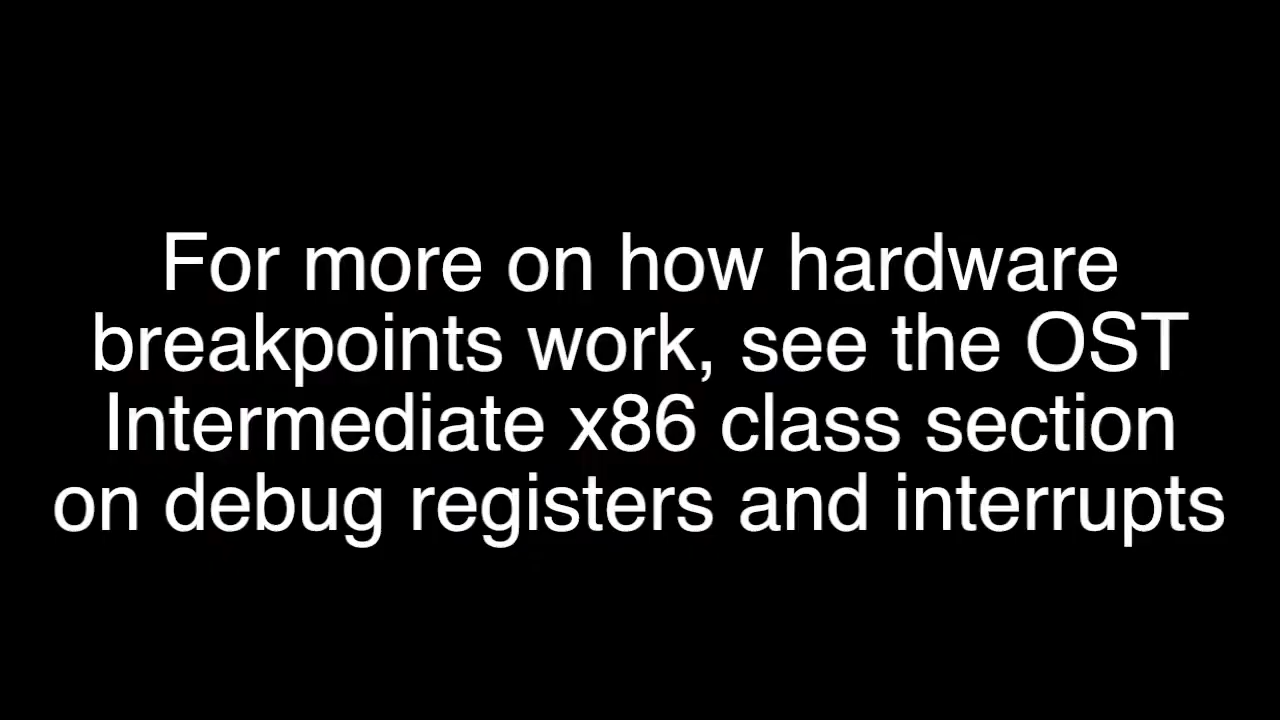 For more on how hardware
breakpoints work, see the OST
Intermediate x86 class section
on debug registers and interrupts